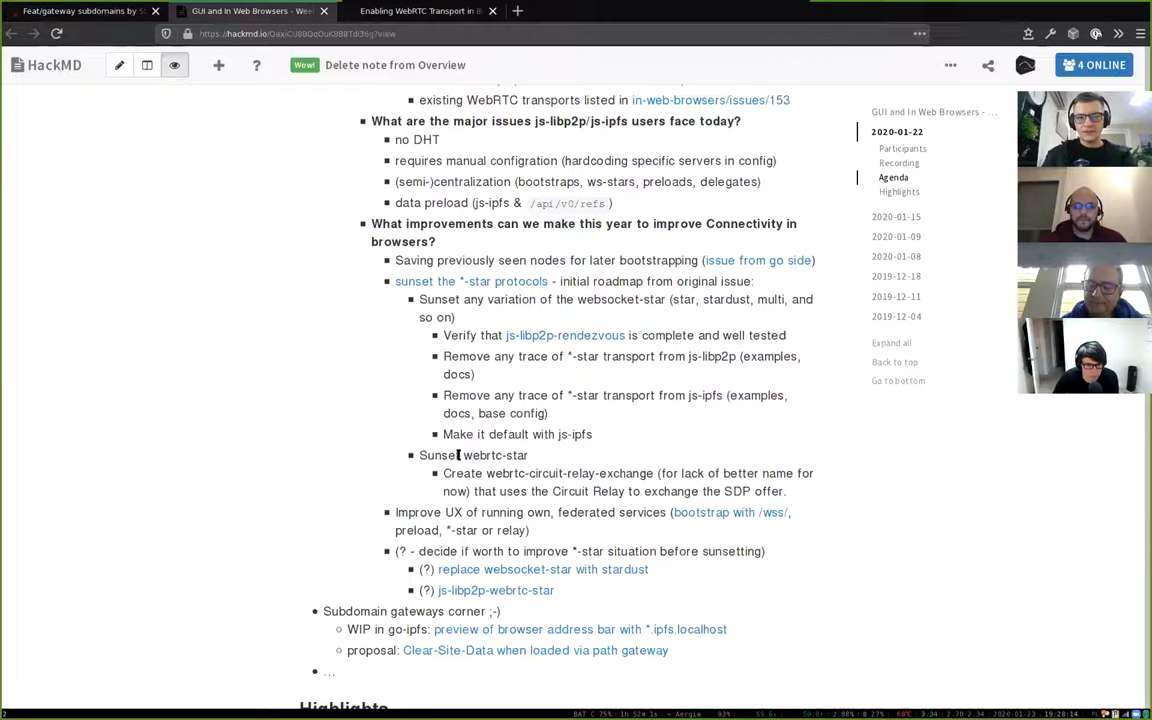 Feat/gateway subdomains by S
GUI and In Web Browsers - Wee
Enabling WebRTC Transport in B
HackMD
Wow! Delete note from Overview
4 ONLINE
existing WebRTC transports listed in in-web-browsers/issues/153
What are the major issues js-libp2p/js-ipfs users face today?
no DHT
requires manual configration (hardcoding specific servers in config)
(semi-)centralization (bootstraps, ws-stars, preloads, delegates)
data preload (js-ipfs & /api/v0/refs )
What improvements can we make this year to improve Connectivity in
browsers?
Saving previously seen nodes for later bootstrapping (issue from go side)
sunset the *-star protocols - initial roadmap from original issue:
Sunset any variation of the websocket-star (star, stardust, multi, and
so on)
Verify that js-libp2p-rendezvous is complete and well tested
Remove any trace of *-star transport from js-libp2p (examples,
docs)
Remove any trace of *-star transport from js-ipfs (examples,
docs, base config)
Make it default with js-ipfs
Sunset webrtc-star
Create webrtc-circuit-relay-exchange (for lack of better name for
now) that uses the Circuit Relay to exchange the SDP offer.
Improve UX of running own, federated services (bootstrap with /wss/,
preload, *-star or relay)
(? - decide if worth to improve *-star situation before sunsetting)
(?) replace websocket-star with stardust
(?) js-libp2p-webrtc-star
Subdomain gateways corner ;-)
WIP in go-ipfs: preview of browser address bar with *.ipfs.localhost
proposal: Clear-Site-Data when loaded via path gateway
...
Highlights
GUI and In Web Browsers - ...
2020-01-22
Participants
Recording
Agenda
Highlights
2020-01-15
2020-01-09
2020-01-08
2019-12-18
2019-12-11
2019-12-04
Expand all
Back to top
Go to bottom